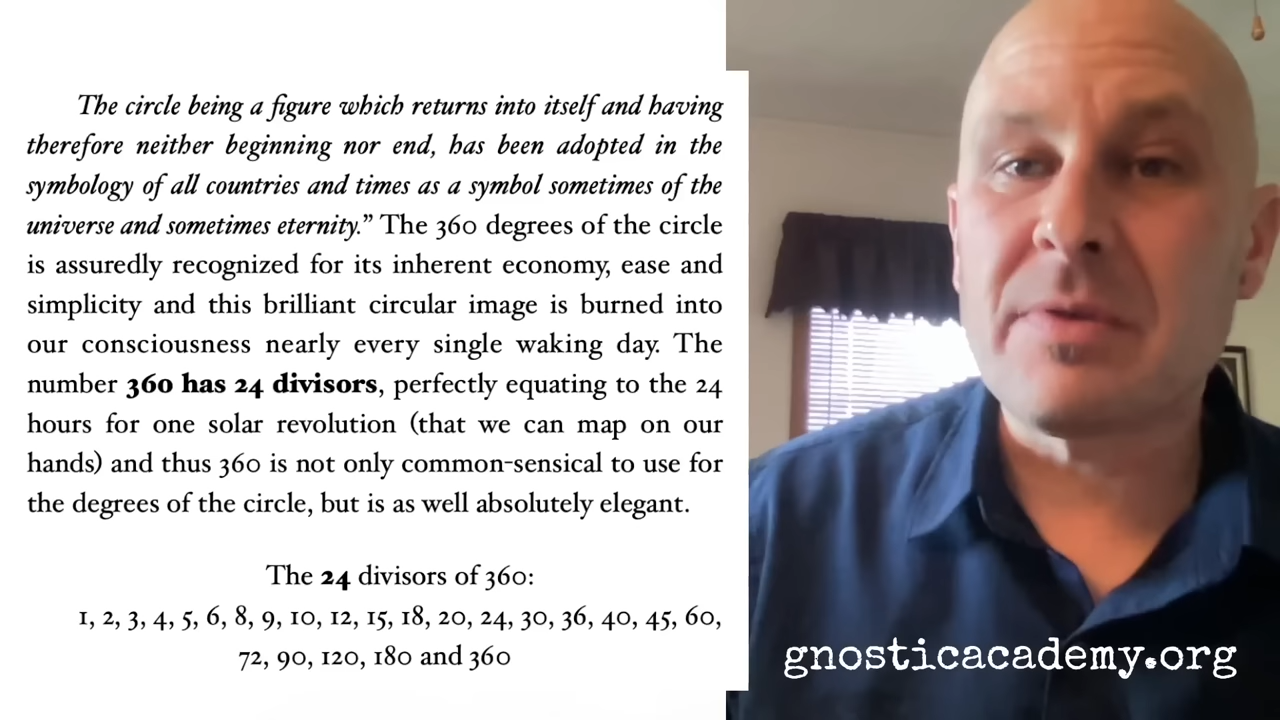 The circle being a figure which returns into itself and having
therefore neither beginning nor end, has been adopted in the
symbology of all countries and times as a symbol sometimes of the
universe and sometimes eternity.” The 360 degrees of the circle
is assuredly recognized for its inherent economy, ease and
simplicity and this brilliant circular image is burned into
our consciousness nearly every single waking day. The
number 360 has 24 divisors, perfectly equating to the 24
hours for one solar revolution (that we can map on our
hands) and thus 360 is not only common-sensical to use for
the degrees of the circle, but is as well absolutely elegant.
The 24 divisors of 360:
1, 2, 3, 4, 5, 6, 8, 9, 10, 12, 15, 18, 20, 24, 30, 36, 40, 45, 60,
72, 90, 120, 180 and 360
gnosticacademy.org